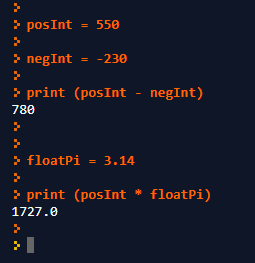 >
> posInt = 550
>
> negInt = -230
>
> print (posInt - negInt)
780
>
>
> floatPi = 3.14
>
> print (posInt * floatPi)
1727.0
>
>